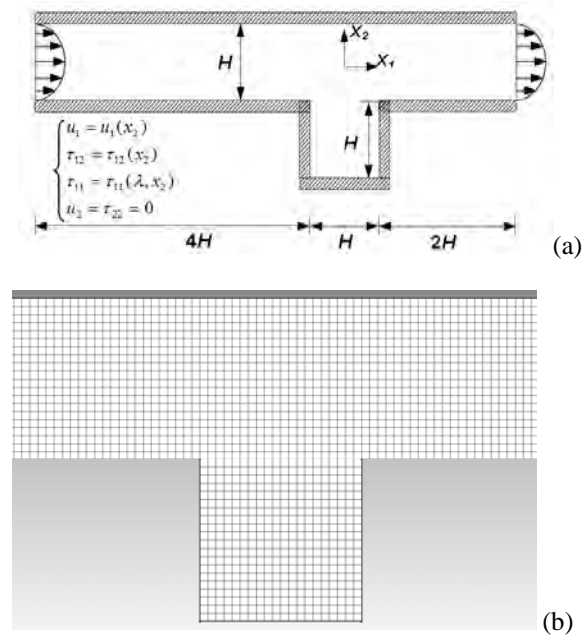 X₂
X₁
H
H
u₁ = u₁(x₂)
τ₁₂ = τ₁₂(x₂)
τ₁₁ = τ₁₁(λ, x₂)
u₂ = τ₂₂ = 0
4H
H
2H
(a)
(b)